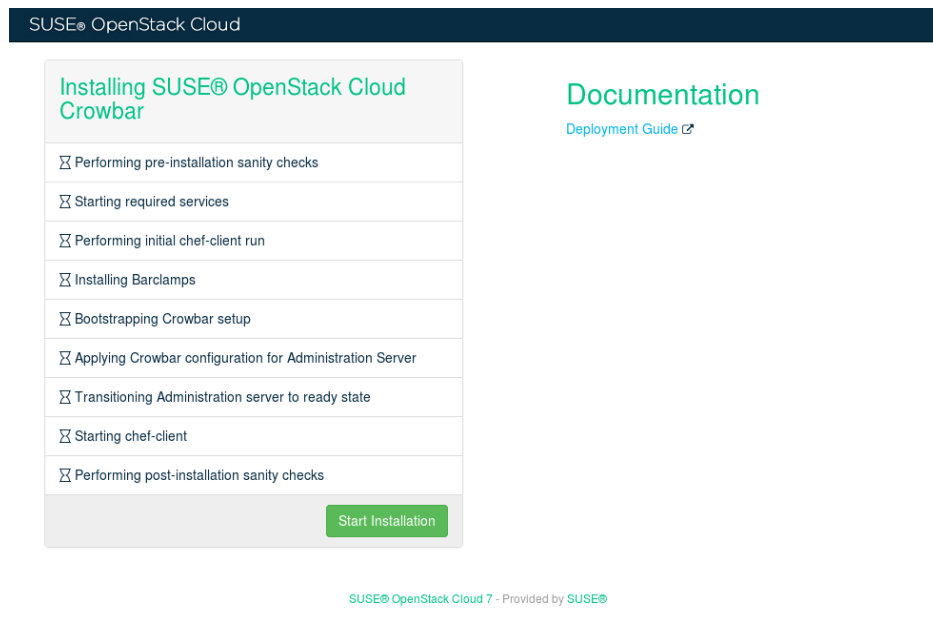 SUSE® OpenStack Cloud
Installing SUSE® OpenStack Cloud
Crowbar
Performing pre-installation sanity checks
Starting required services
Performing initial chef-client run
Installing Barclamps
Bootstrapping Crowbar setup
Applying Crowbar configuration for Administration Server
Transitioning Administration server to ready state
Starting chef-client
Performing post-installation sanity checks
Start Installation
Documentation
Deployment Guide
SUSE® OpenStack Cloud 7 - Provided by SUSE®